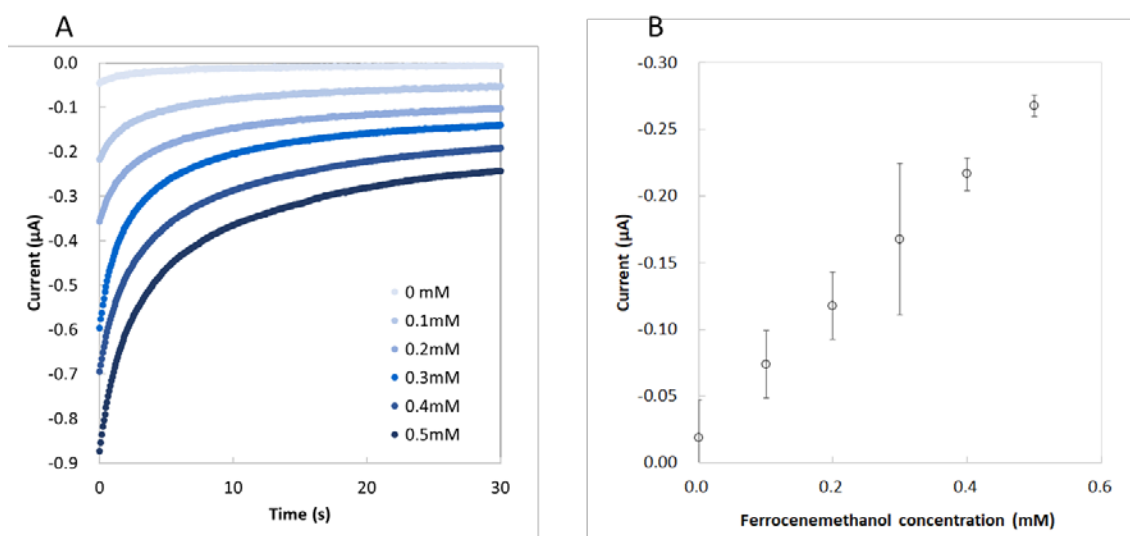 A
0.0
-0.1
-0.2
-0.3
-0.4
-0.5
-0.6
-0.7
-0.8
-0.9
Current (µA)
0 mM
0.1mM
0.2mM
0.3mM
0.4mM
0.5mM
0 10 20 30
Time (s)
B
-0.30
-0.25
-0.20
-0.15
-0.10
-0.05
0.00
Current (µA)
0.0 0.2 0.4 0.6
Ferrocenemethanol concentration (mM)